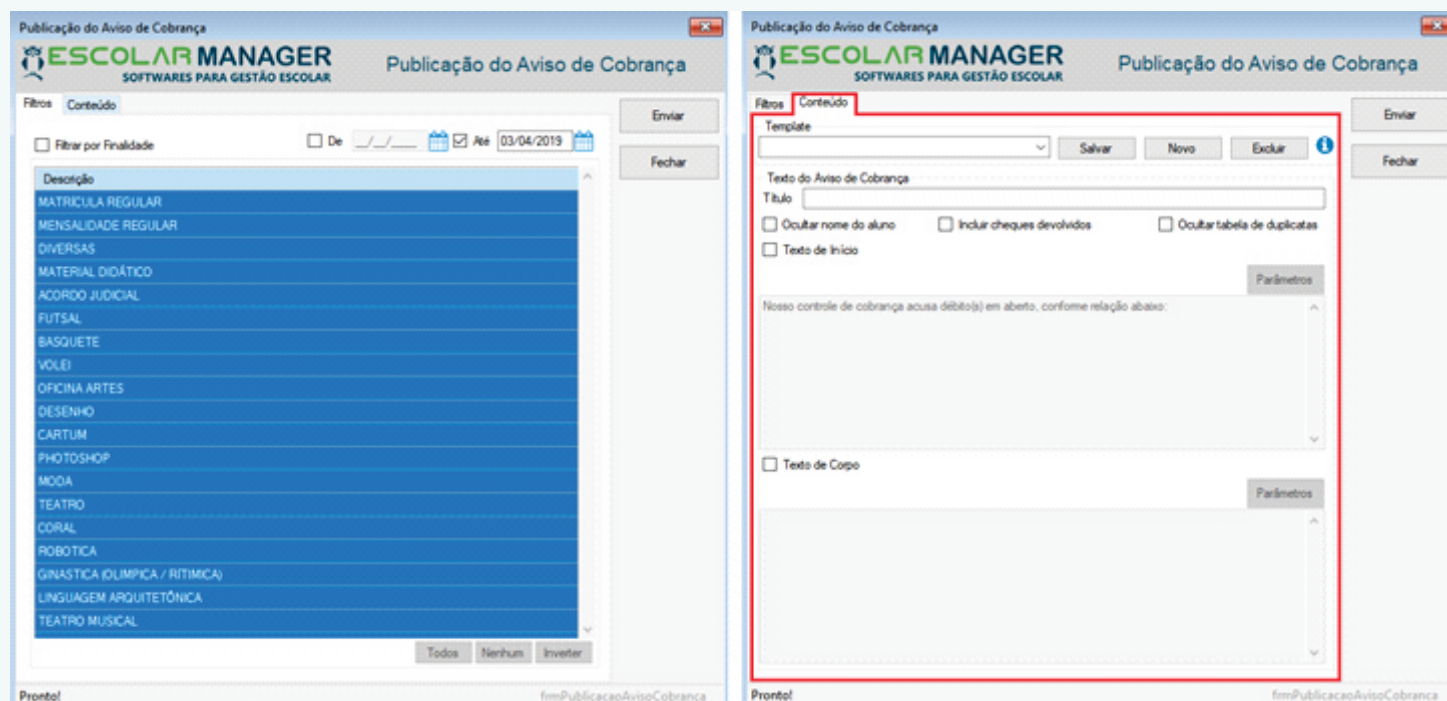 Publicação do Aviso de Cobrança
ESCOLAR MANAGER
SOFTWARES PARA GESTÃO ESCOLAR
Publicação do Aviso de Cobrança
Filtros Conteúdo
Enviar
Filtrar por Finalidade De __/__/____ Até 03/04/2019
Fechar
Descrição
MATRÍCULA REGULAR
MENSALIDADE REGULAR
DIVERSAS
MATERIAL DIDÁTICO
ACORDO JUDICIAL
FUTSAL
BASQUETE
VOLEI
OFICINA ARTES
DESENHO
CARTUM
PHOTOSHOP
MODA
TEATRO
CORAL
ROBOTICA
GINASTICA (OLIMPICA / RITIMICA)
LINGUAGEM ARQUITETÔNICA
TEATRO MUSICAL
Todos Nenhum Inverter
Pronto! frmPublicacaoAvisoCobranca
Publicação do Aviso de Cobrança
ESCOLAR MANAGER
SOFTWARES PARA GESTÃO ESCOLAR
Publicação do Aviso de Cobrança
Filtros Conteúdo
Enviar
Template
Salvar Novo Excluir
Fechar
Texto do Aviso de Cobrança
Título
Ocultar nome do aluno Incluir cheques devolvidos Ocultar tabela de duplicatas
Texto de Início
Parâmetros
Nosso controle de cobrança acusa débito(s) em aberto, conforme relação abaixo:
Texto de Corpo
Parâmetros
Pronto! frmPublicacaoAvisoCobranca